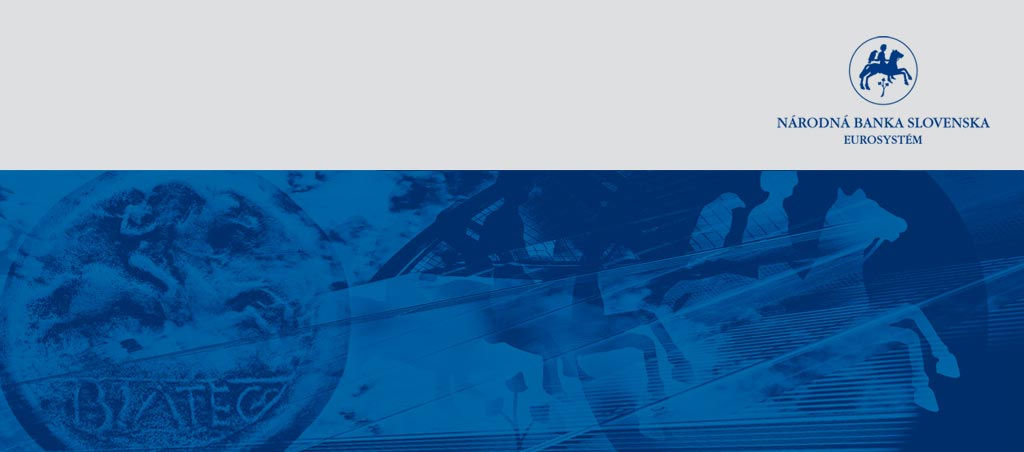 NÁRODNÁ BANKA SLOVENSKA
EUROSYSTÉM
BIATEC